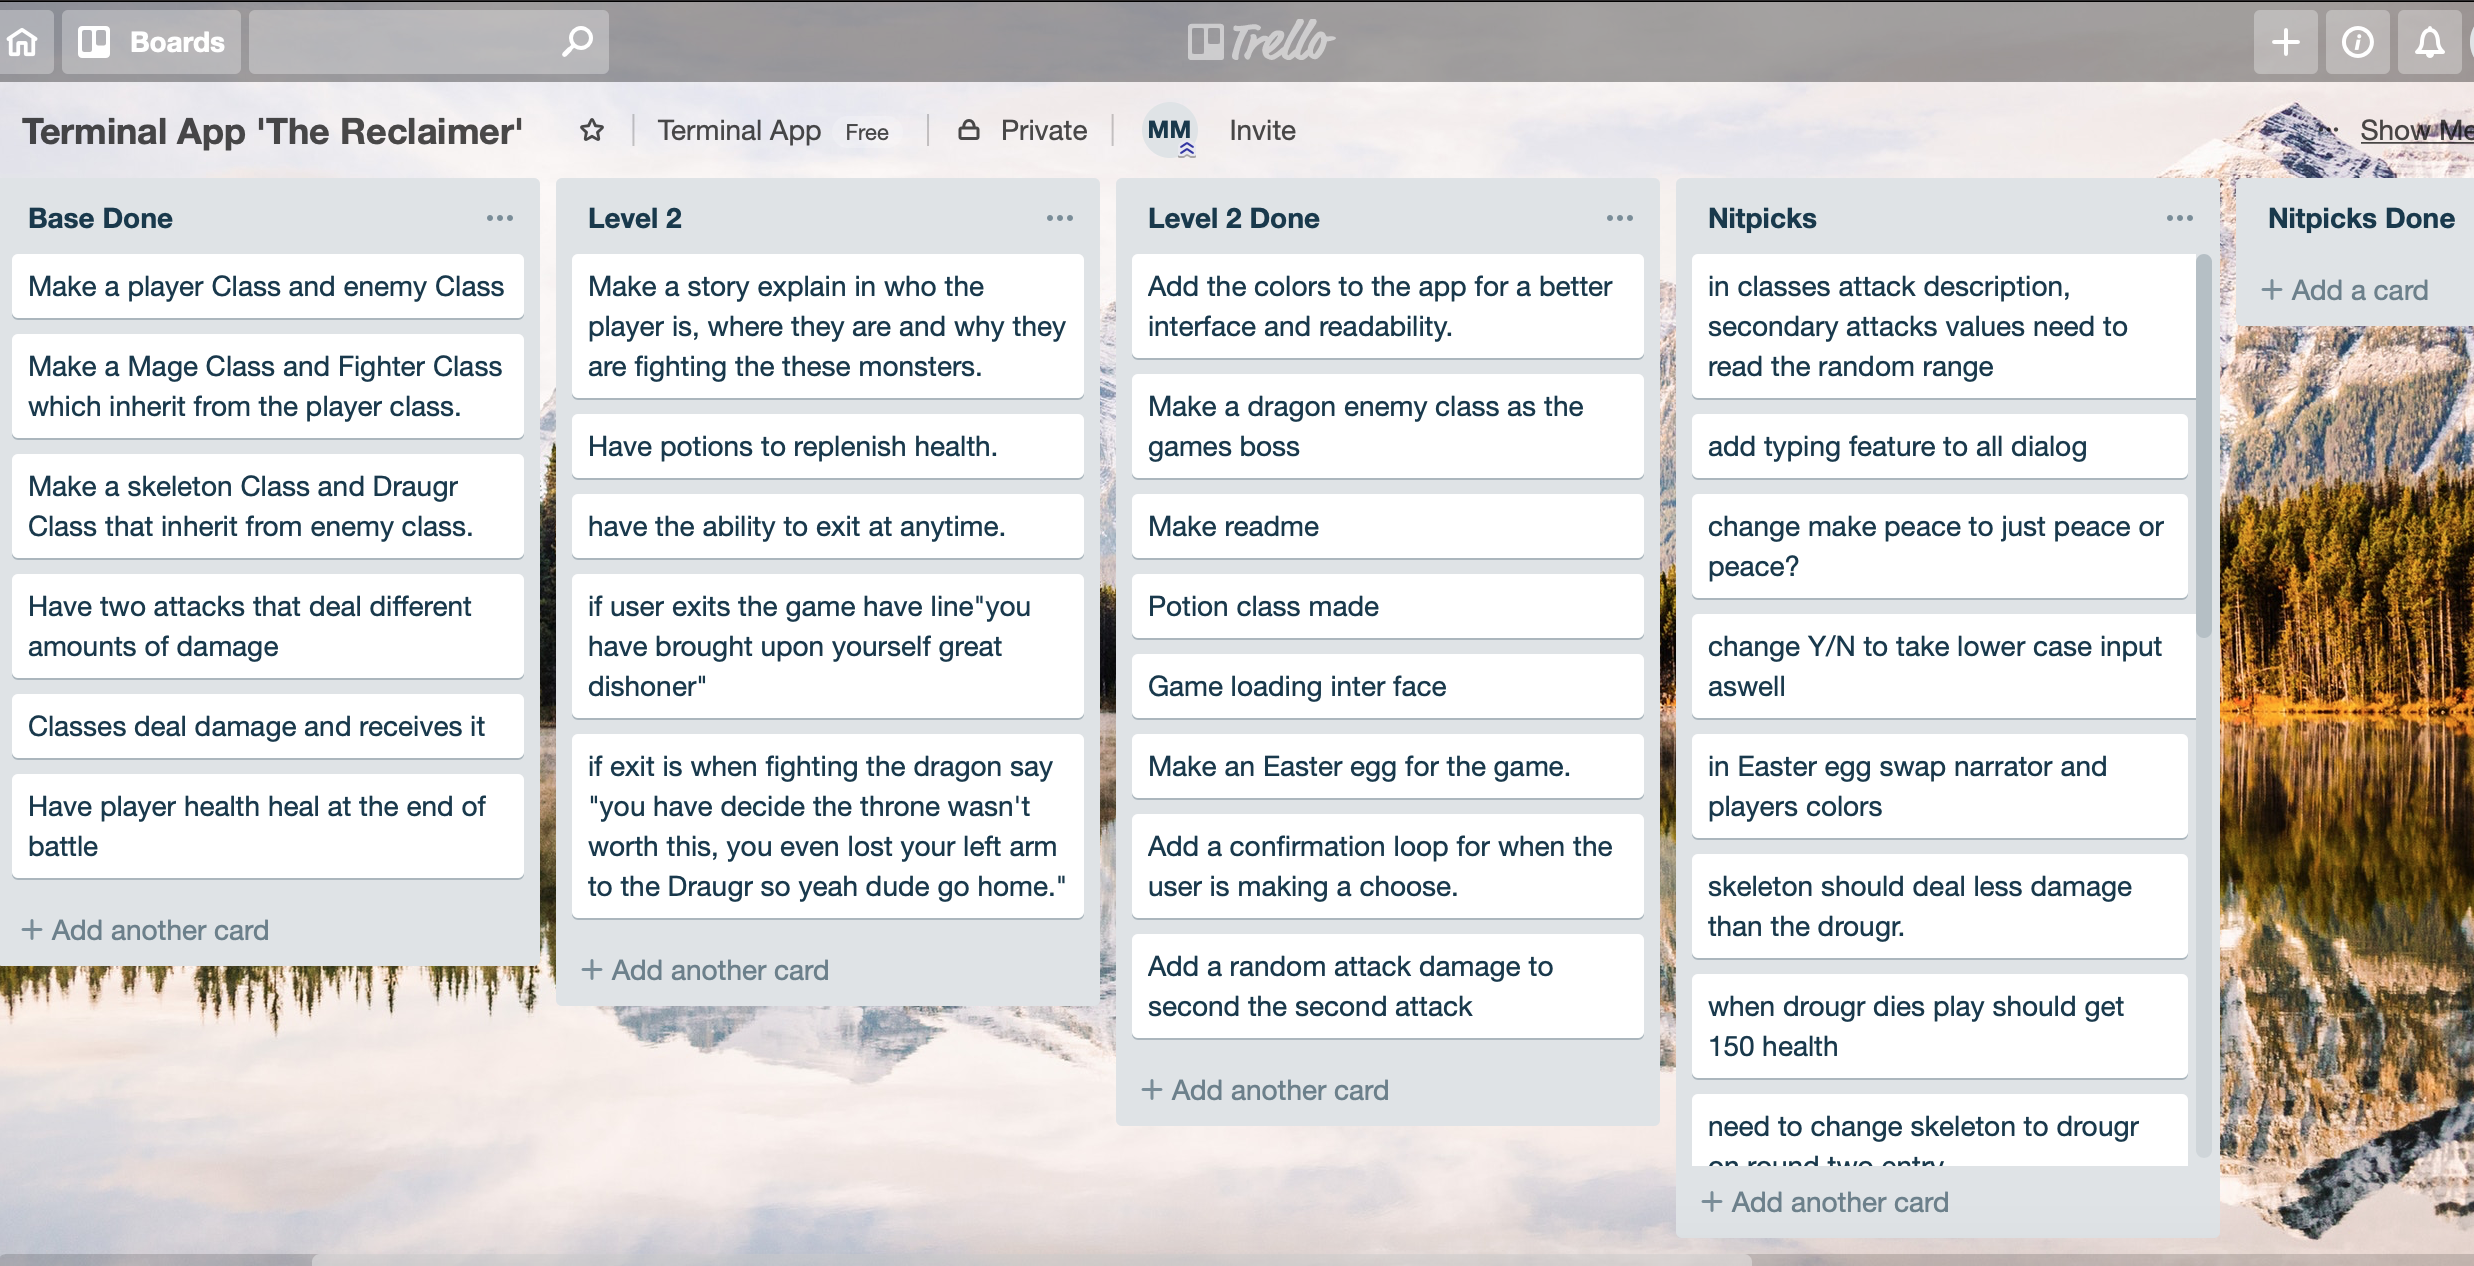 Boards
Trello
Terminal App 'The Reclaimer'
Terminal App
Free
Private
MM
Invite
Show Me
Base Done
Make a player Class and enemy Class
Make a Mage Class and Fighter Class
which inherit from the player class.
Make a skeleton Class and Draugr
Class that inherit from enemy class.
Have two attacks that deal different
amounts of damage
Classes deal damage and receives it
Have player health heal at the end of
battle
+ Add another card
Level 2
Make a story explain in who the
player is, where they are and why they
are fighting the these monsters.
Have potions to replenish health.
have the ability to exit at anytime.
if user exits the game have line"you
have brought upon yourself great
dishoner"
if exit is when fighting the dragon say
"you have decide the throne wasn't
worth this, you even lost your left arm
to the Draugr so yeah dude go home."
+ Add another card
Level 2 Done
Add the colors to the app for a better
interface and readability.
Make a dragon enemy class as the
games boss
Make readme
Potion class made
Game loading inter face
Make an Easter egg for the game.
Add a confirmation loop for when the
user is making a choose.
Add a random attack damage to
second the second attack
+ Add another card
Nitpicks
in classes attack description,
secondary attacks values need to
read the random range
add typing feature to all dialog
change make peace to just peace or
peace?
change Y/N to take lower case input
aswell
in Easter egg swap narrator and
players colors
skeleton should deal less damage
than the drougr.
when drougr dies play should get
150 health
need to change skeleton to drougr
on round two entry
+ Add another card
Nitpicks Done
+ Add a card